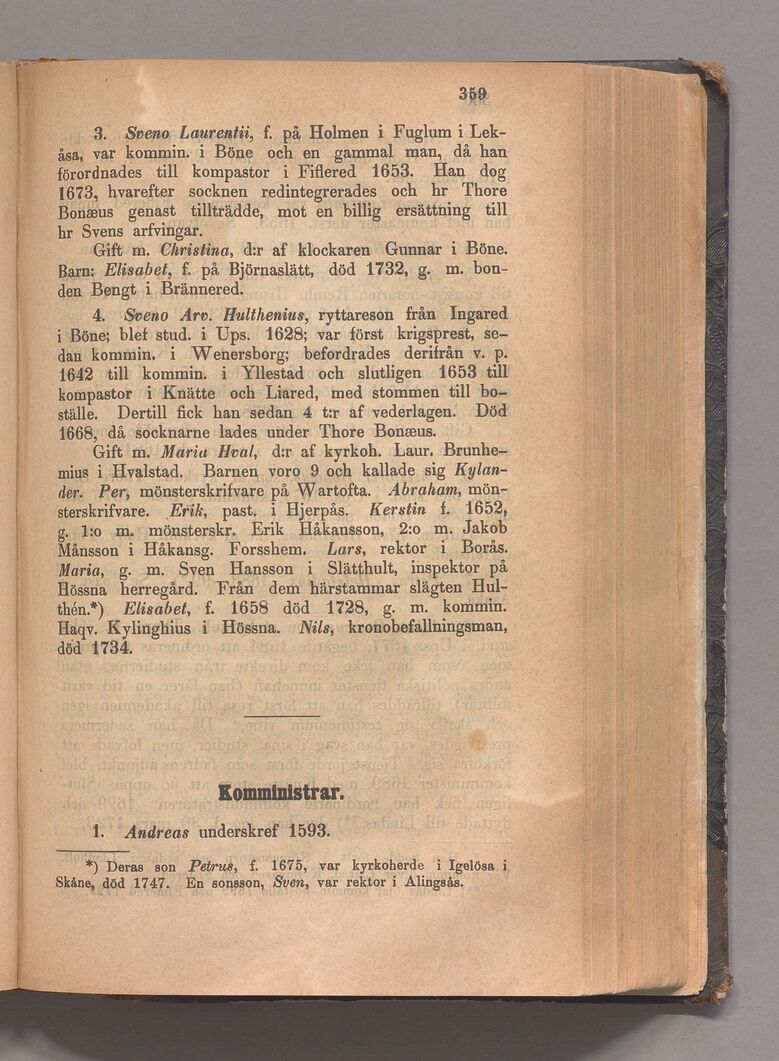 359
3. Sveno Laurentii, f. på Holmen i Fuglum i Lek-
åsa, var kommin. i Böne och en gammal man, då han
förordnades till kompastor i Fiflered 1653. Han dog
1673, hvarefter socknen redintegrerades och hr Thore
Bonæus genast tillträdde, mot en billig ersättning till
hr Svens arfvingar.
Gift m. Christina, d:r af klockaren Gunnar i Böne.
Barn: Elisabet, f. på Björnaslätt, död 1732, g. m. bon-
den Bengt i Brännered.
4. Sveno Arv. Hulthenius, ryttareson från Ingared
i Böne; blef stud. i Ups. 1628; var först krigsprest, se-
dan kommin. i Wenersborg; befordrades derifrån v. p.
1642 till kommin. i Yllestad och slutligen 1653 till
kompastor i Knätte och Liared, med stommen till bo-
ställe. Dertill fick han sedan 4 t:r af vederlagen. Död
1668, då socknarne lades under Thore Bonæus.
Gift m. Maria Hval, d:r af kyrkoh. Laur. Brunhe-
mius i Hvalstad. Barnen voro 9 och kallade sig Kylan-
der. Per, mönsterskrifvare på Wartofta. Abraham, mön-
sterskrifvare. Erik, past. i Hjerpås. Kerstin f. 1652,
g. 1:o m. mönsterskr. Erik Håkansson, 2:o m. Jakob
Månsson i Håkansg. Forsshem. Lars, rektor i Borås.
Maria, g. m. Sven Hansson i Slätthult, inspektor på
Hössna herregård. Från dem härstammar slägten Hul-
thén.*) Elisabet, f. 1658 död 1728, g. m. kommin.
Haqv. Kylinghius i Hössna. Nils, kronobefallningsman,
död 1734.
Komministrar.
1. Andreas underskref 1593.
*) Deras son Petrus, f. 1675, var kyrkoherde i Igelösa i
Skåne, död 1747. En sonsson, Sven, var rektor i Alingsås.